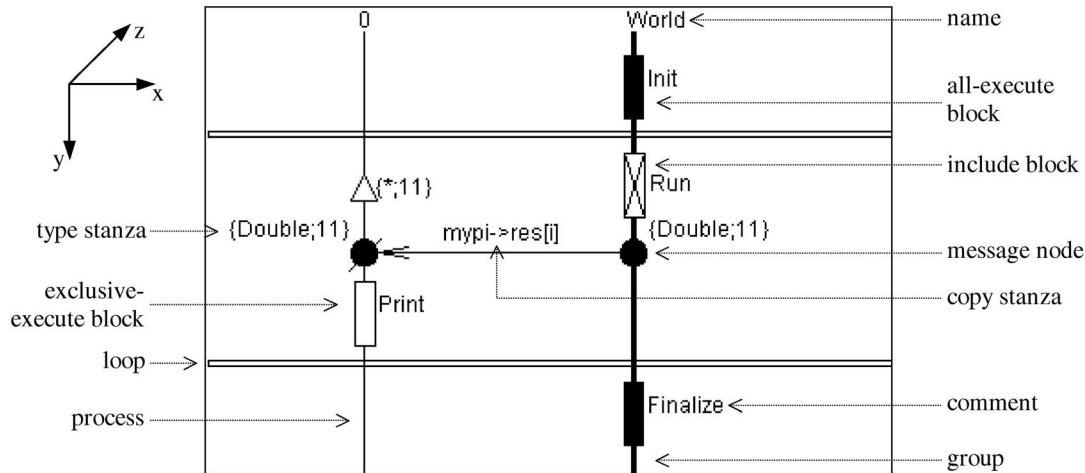 0
World
name
z
x
y
Init
all-execute
block
include block
Run
{*;11}
type stanza
{Double;11}
mypi->res[i]
{Double;11}
message node
exclusive-
execute block
Print
copy stanza
loop
process
Finalize
comment
group